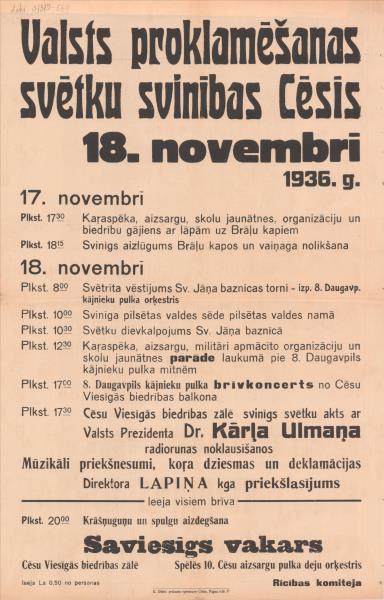 Valsts proklamēšanas
svētku svinības Cēsīs
18. novembrī
1936. g.
17. novembrī
Plkst. 17³⁰ Kaŗaspēka, aizsargu, skolu jaunātnes, organizāciju un
biedrību gājiens ar lāpām uz Brāļu kapiem
Plkst. 18¹⁵ Svinīgs aizlūgums Brāļu kapos un vaiņaga nolikšana
18. novembrī
Plkst. 8⁰⁰ Svētrīta vēstījums Sv. Jāņa baznīcas tornī – izp. 8. Daugavp.
kājnieku pulka orķestris
Plkst. 10⁰⁰ Svinīga pilsētas valdes sēde pilsētas valdes namā
Plkst. 10³⁰ Svētku dievkalpojums Sv. Jāņa baznīcā
Plkst. 12³⁰ Kaŗaspēka, aizsargu, militāri apmācīto organizāciju un
skolu jaunātnes parāde laukumā pie 8. Daugavpils
kājnieku pulka mītnēm
Plkst. 17⁰⁰ 8. Daugavpils kājnieku pulka brīvkoncerts no Cēsu
Viesīgās biedrības balkona
Plkst. 17³⁰ Cēsu Viesīgās biedrības zālē svinīgs svētku akts ar
Valsts Prezidenta Dr. Kārļa Ulmaņa
radiorunas noklausīšanos
Mūzikāli priekšnesumi, koŗa dziesmas un deklamācijas
Direktora LAPIŅA kga priekšlasījums
Ieeja visiem brīva
Plkst. 20⁰⁰ Krāšņuguņu un spulgu aizdegšana
Saviesīgs vakars
Cēsu Viesīgās biedrības zālē Spēlēs 10. Cēsu aizsargu pulka deju orķestris
Ieeja Ls 0,50 no personas Rīcības komiteja